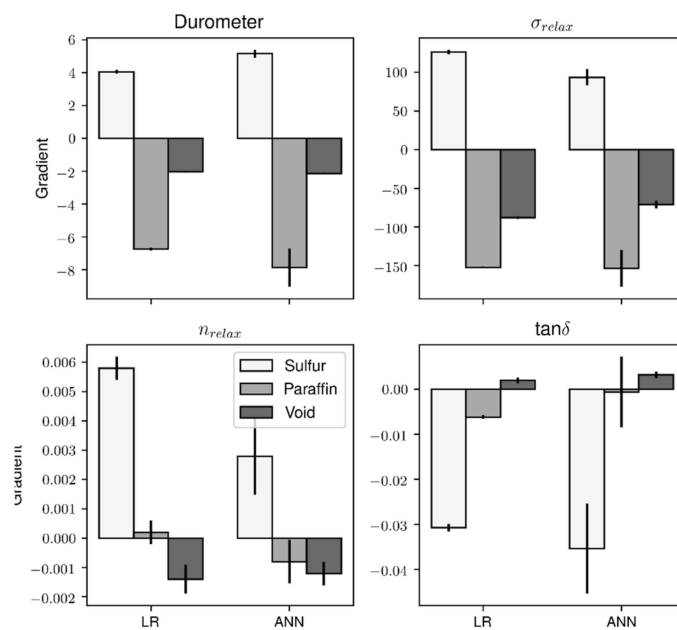 Durometer
σ_relax
6
4
2
0
−2
−4
−6
−8
Gradient
100
50
0
−50
−100
−150
n_relax
tanδ
0.006
0.005
0.004
0.003
0.002
0.001
0.000
−0.001
−0.002
Gradient
Sulfur
Paraffin
Void
0.00
−0.01
−0.02
−0.03
−0.04
LR
ANN
LR
ANN